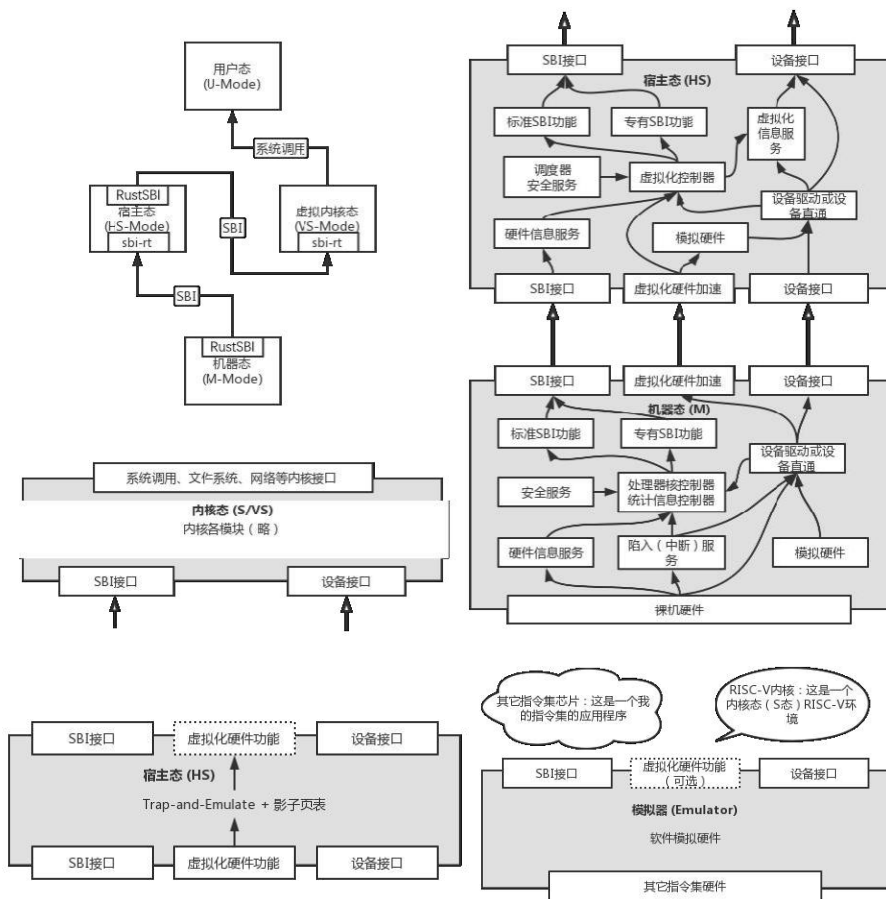 用户态
(U-Mode)
系统调用
RustSBI
宿主态
(HS-Mode)
sbi-rt
SBI
虚拟内核态
(VS-Mode)
sbi-rt
SBI
RustSBI
机器态
(M-Mode)
SBI接口
设备接口
宿主态 (HS)
标准SBI功能
专有SBI功能
虚拟化
信息服
务
调度器
安全服务
虚拟化控制器
设备驱动或设
备直通
硬件信息服务
模拟硬件
SBI接口
虚拟化硬件加速
设备接口
SBI接口
虚拟化硬件加速
设备接口
机器态 (M)
标准SBI功能
专有SBI功能
设备驱动或设
备直通
安全服务
处理器核控制器
统计信息控制器
硬件信息服务
陷入（中断）服
务
模拟硬件
裸机硬件
系统调用、文件系统、网络等内核接口
内核态 (S/VS)
内核各模块（略）
SBI接口
设备接口
SBI接口
虚拟化硬件功能
设备接口
宿主态 (HS)
Trap-and-Emulate + 影子页表
SBI接口
虚拟化硬件功能
设备接口
其它指令集芯片：这是一个我
的指令集的应用程序
RISC-V内核：这是一个
内核态（S态）RISC-V环
境
SBI接口
虚拟化硬件功能
（可选）
设备接口
模拟器 (Emulator)
软件模拟硬件
其它指令集硬件